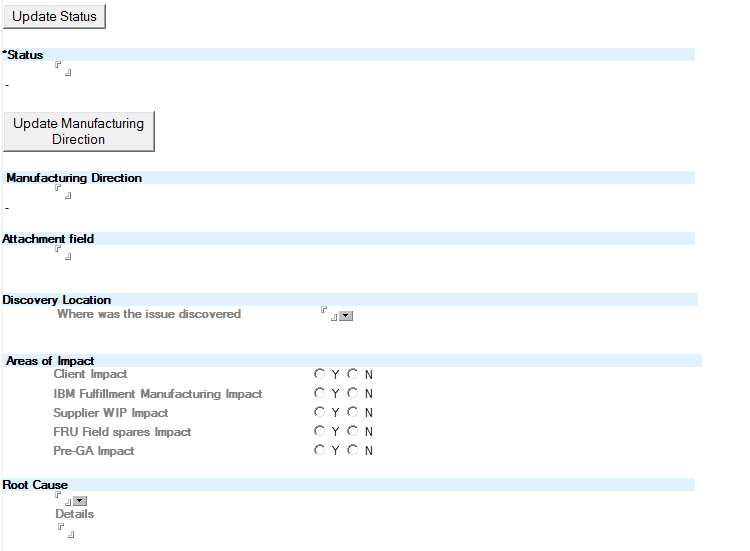 Update Status
*Status
-
Update Manufacturing
Direction
Manufacturing Direction
-
Attachment field
Discovery Location
Where was the issue discovered
Areas of Impact
Client Impact Y N
IBM Fulfillment Manufacturing Impact Y N
Supplier WIP Impact Y N
FRU Field spares Impact Y N
Pre-GA Impact Y N
Root Cause
Details